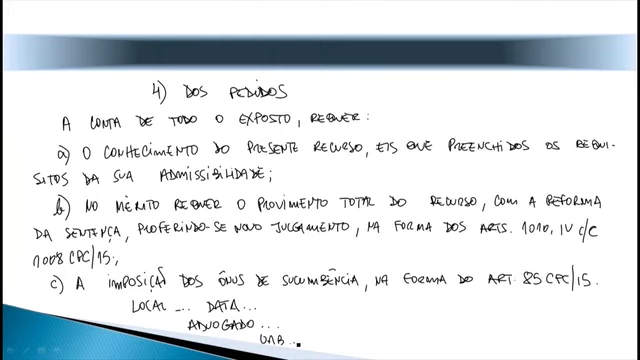 4) DOS PEDIDOS
A CONTA DE TODO O EXPOSTO, REQUER:
a) O CONHECIMENTO DO PRESENTE RECURSO, EIS QUE PREENCHIDOS OS REQUI-
SITOS DA SUA ADMISSIBILIDADE;
b) NO MÉRITO REQUER O PROVIMENTO TOTAL DO RECURSO, COM A REFORMA
DA SENTENÇA, PROFERINDO-SE NOVO JULGAMENTO, NA FORMA DOS ARTS. 1010, IV c/c
1008 CPC/15;
c) A IMPOSIÇÃO DOS ÔNUS DE SUCUMBÊNCIA, NA FORMA DO ART. 85 CPC/15.
LOCAL ... DATA ...
ADVOGADO ...
OAB ...